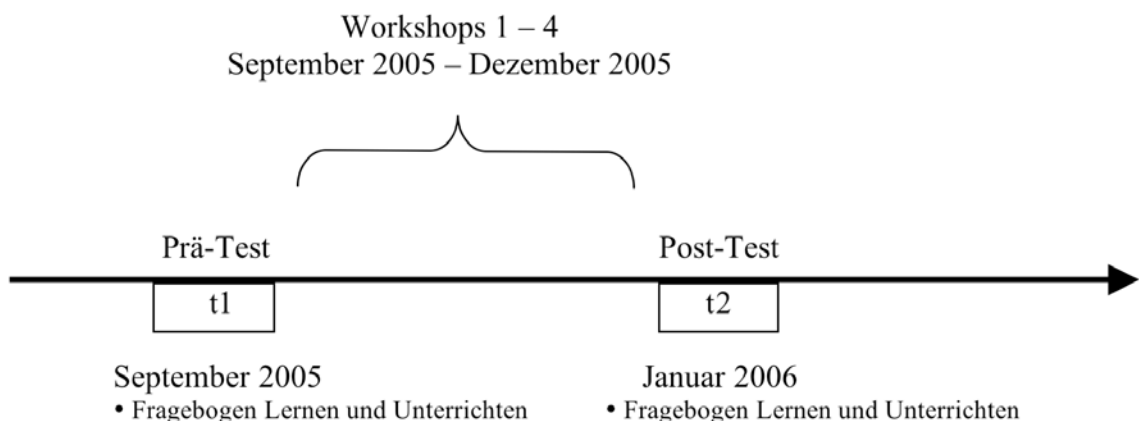 Workshops 1 – 4
September 2005 – Dezember 2005
Prä-Test
Post-Test
t1
t2
September 2005
Januar 2006
• Fragebogen Lernen und Unterrichten
• Fragebogen Lernen und Unterrichten